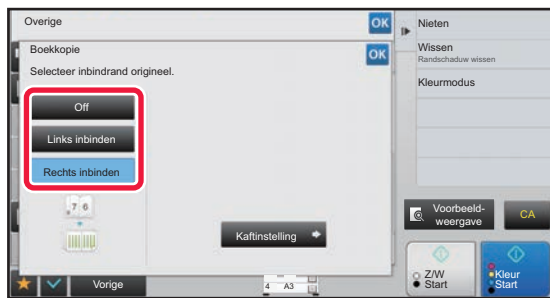 Overige
OK
Boekkopie
OK
Selecteer inbindrand origineel.
Off
Links inbinden
Rechts inbinden
7 6
Kaftinstelling
Vorige
4 A3
Nieten
Wissen
Randschaduw wissen
Kleurmodus
Voorbeeld-
weergave
CA
Z/W
Start
Kleur
Start